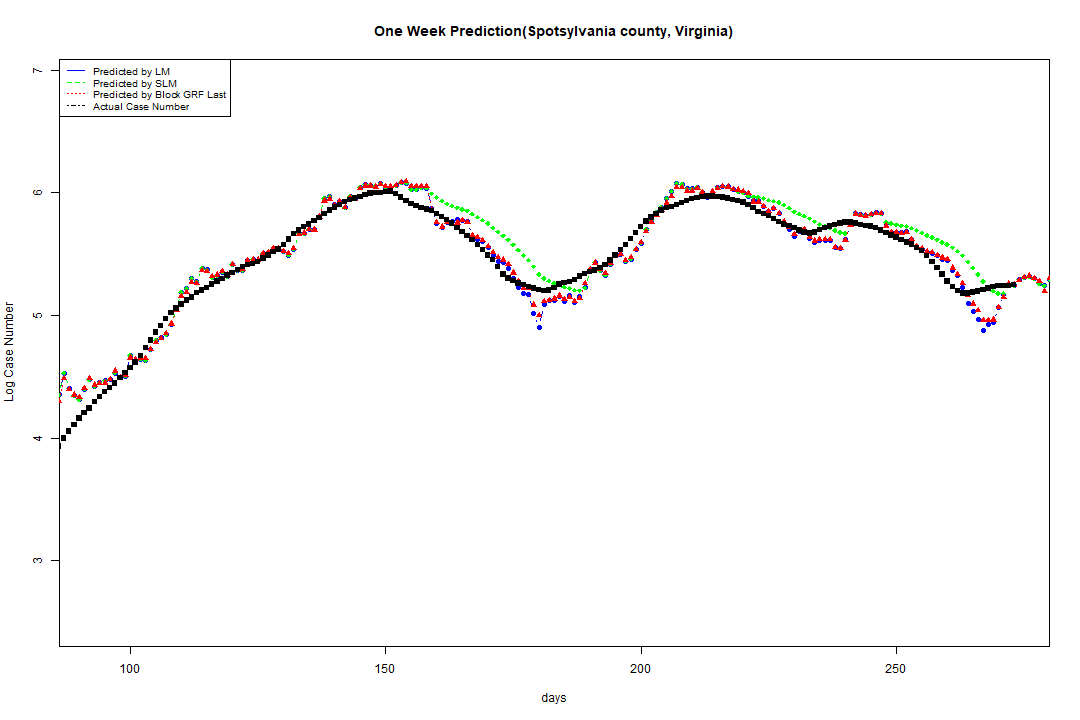 One Week Prediction(Spotsylvania county, Virginia)
Predicted by LM
Predicted by SLM
Predicted by Block GRF Last
Actual Case Number
7
6
5
4
3
Log Case Number
100 150 200 250
days